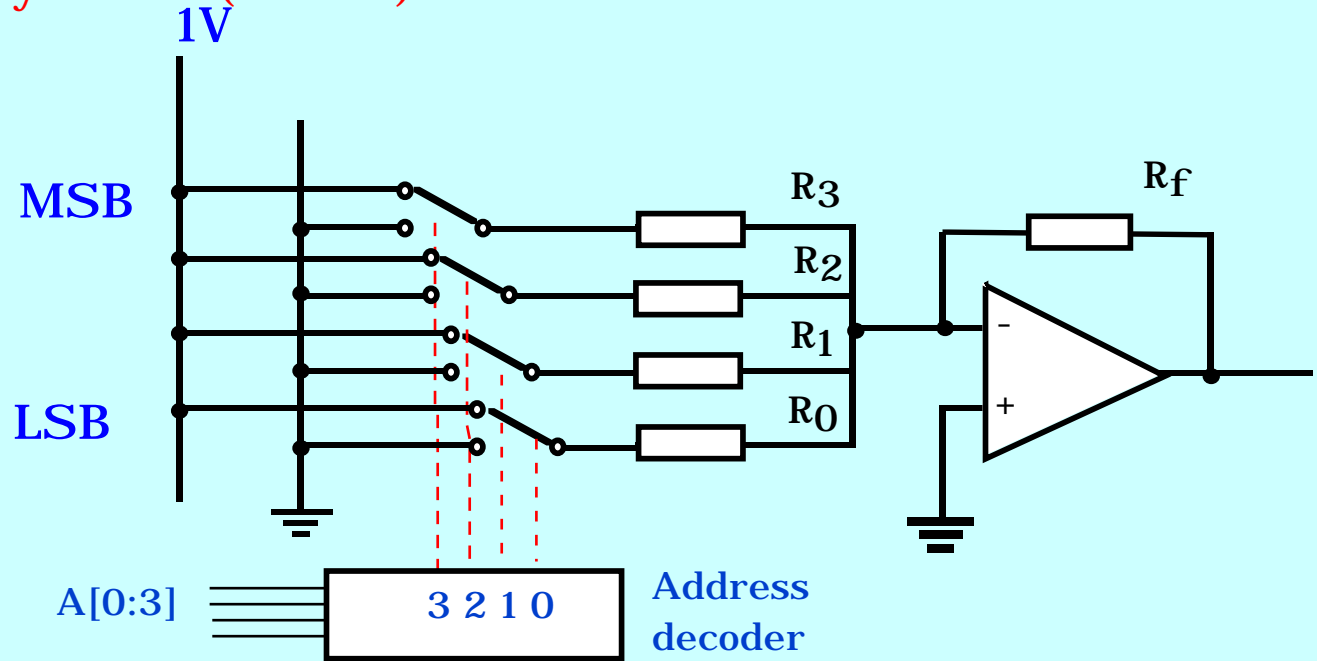 1V
MSB
R3
Rf
R2
R1
LSB
R0
-
+
A[0:3]
3 2 1 0
Address
decoder